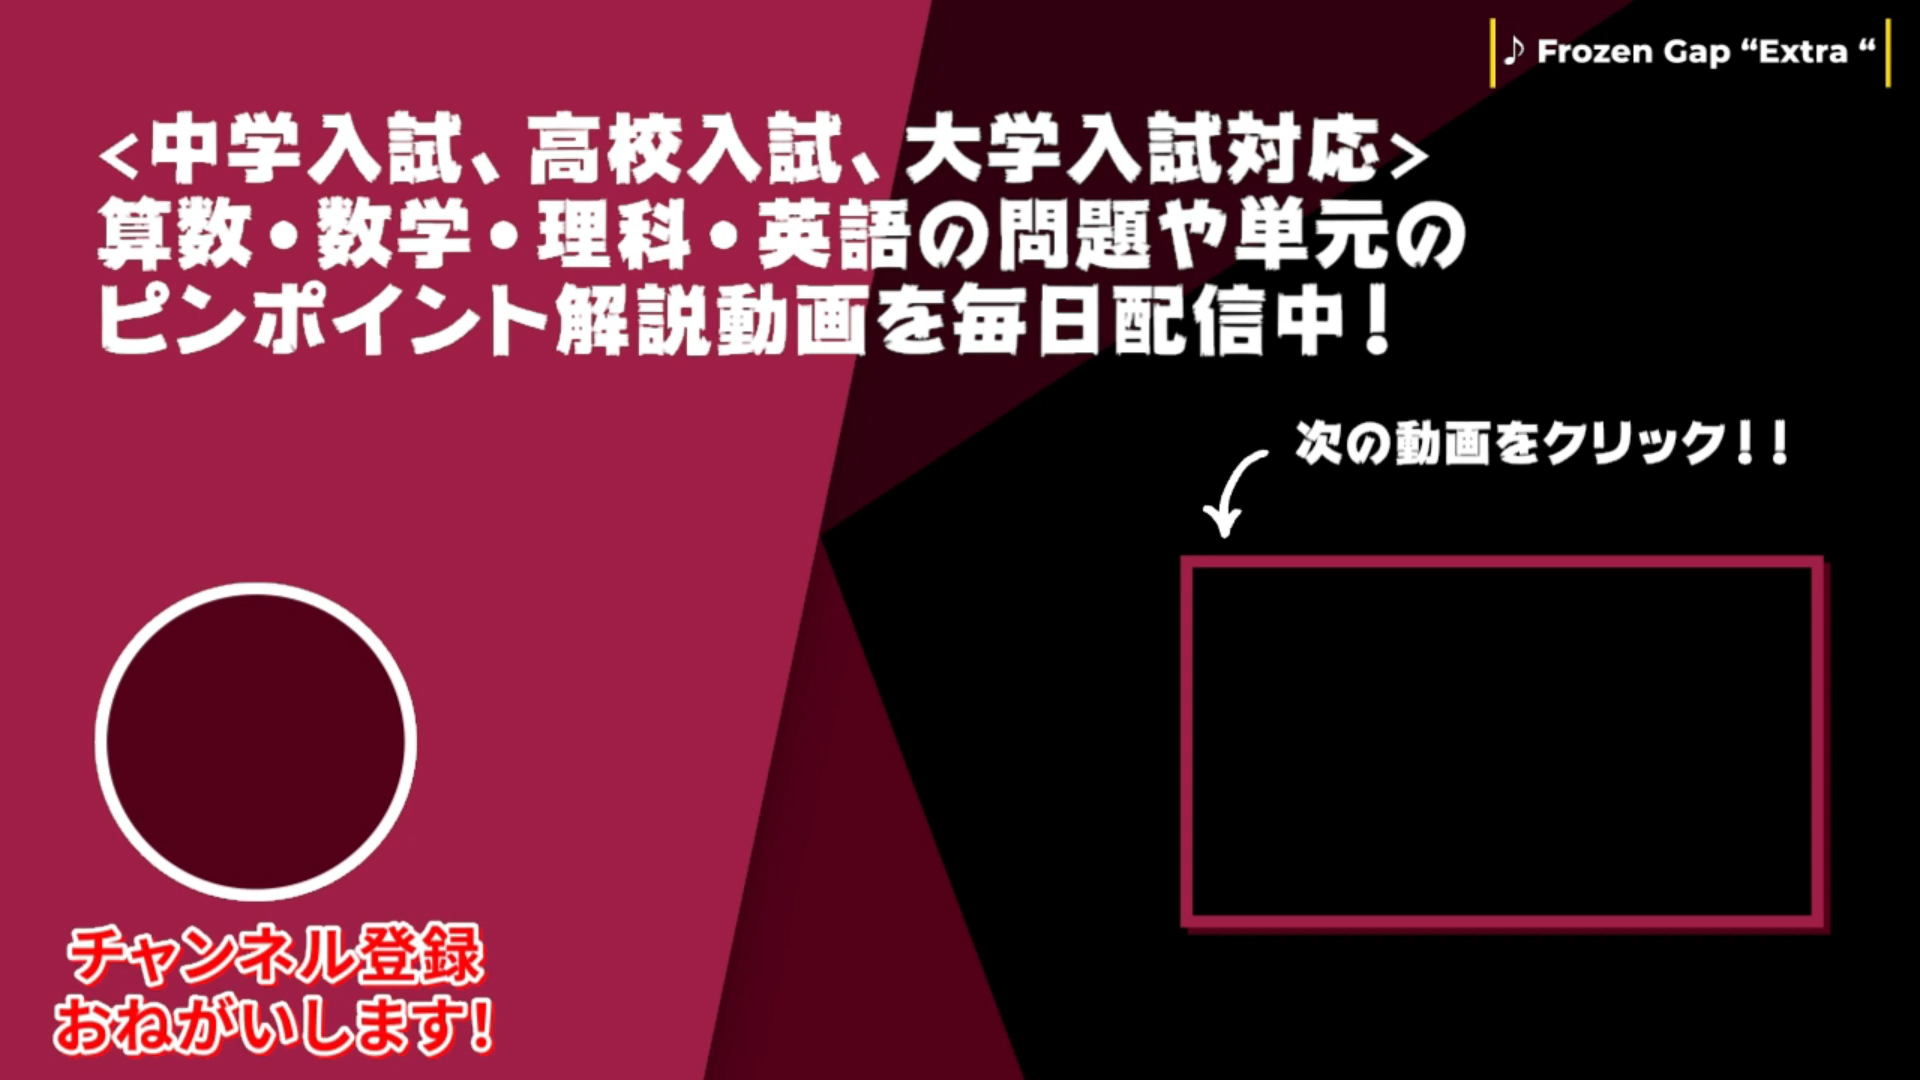 ♪ Frozen Gap “Extra “
<中学入試、高校入試、大学入試対応>
算数・数学・理科・英語の問題や単元の
ピンポイント解説動画を毎日配信中！
次の動画をクリック！！
チャンネル登録
おねがいします！